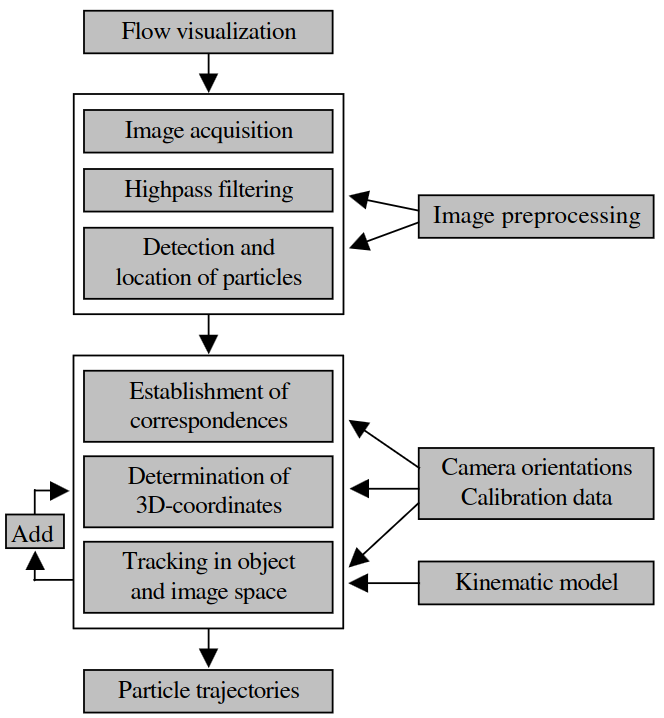 Flow visualization
Image acquisition
Highpass filtering
Image preprocessing
Detection and
location of particles
Establishment of
correspondences
Camera orientations
Calibration data
Determination of
3D-coordinates
Add
Tracking in object
and image space
Kinematic model
Particle trajectories